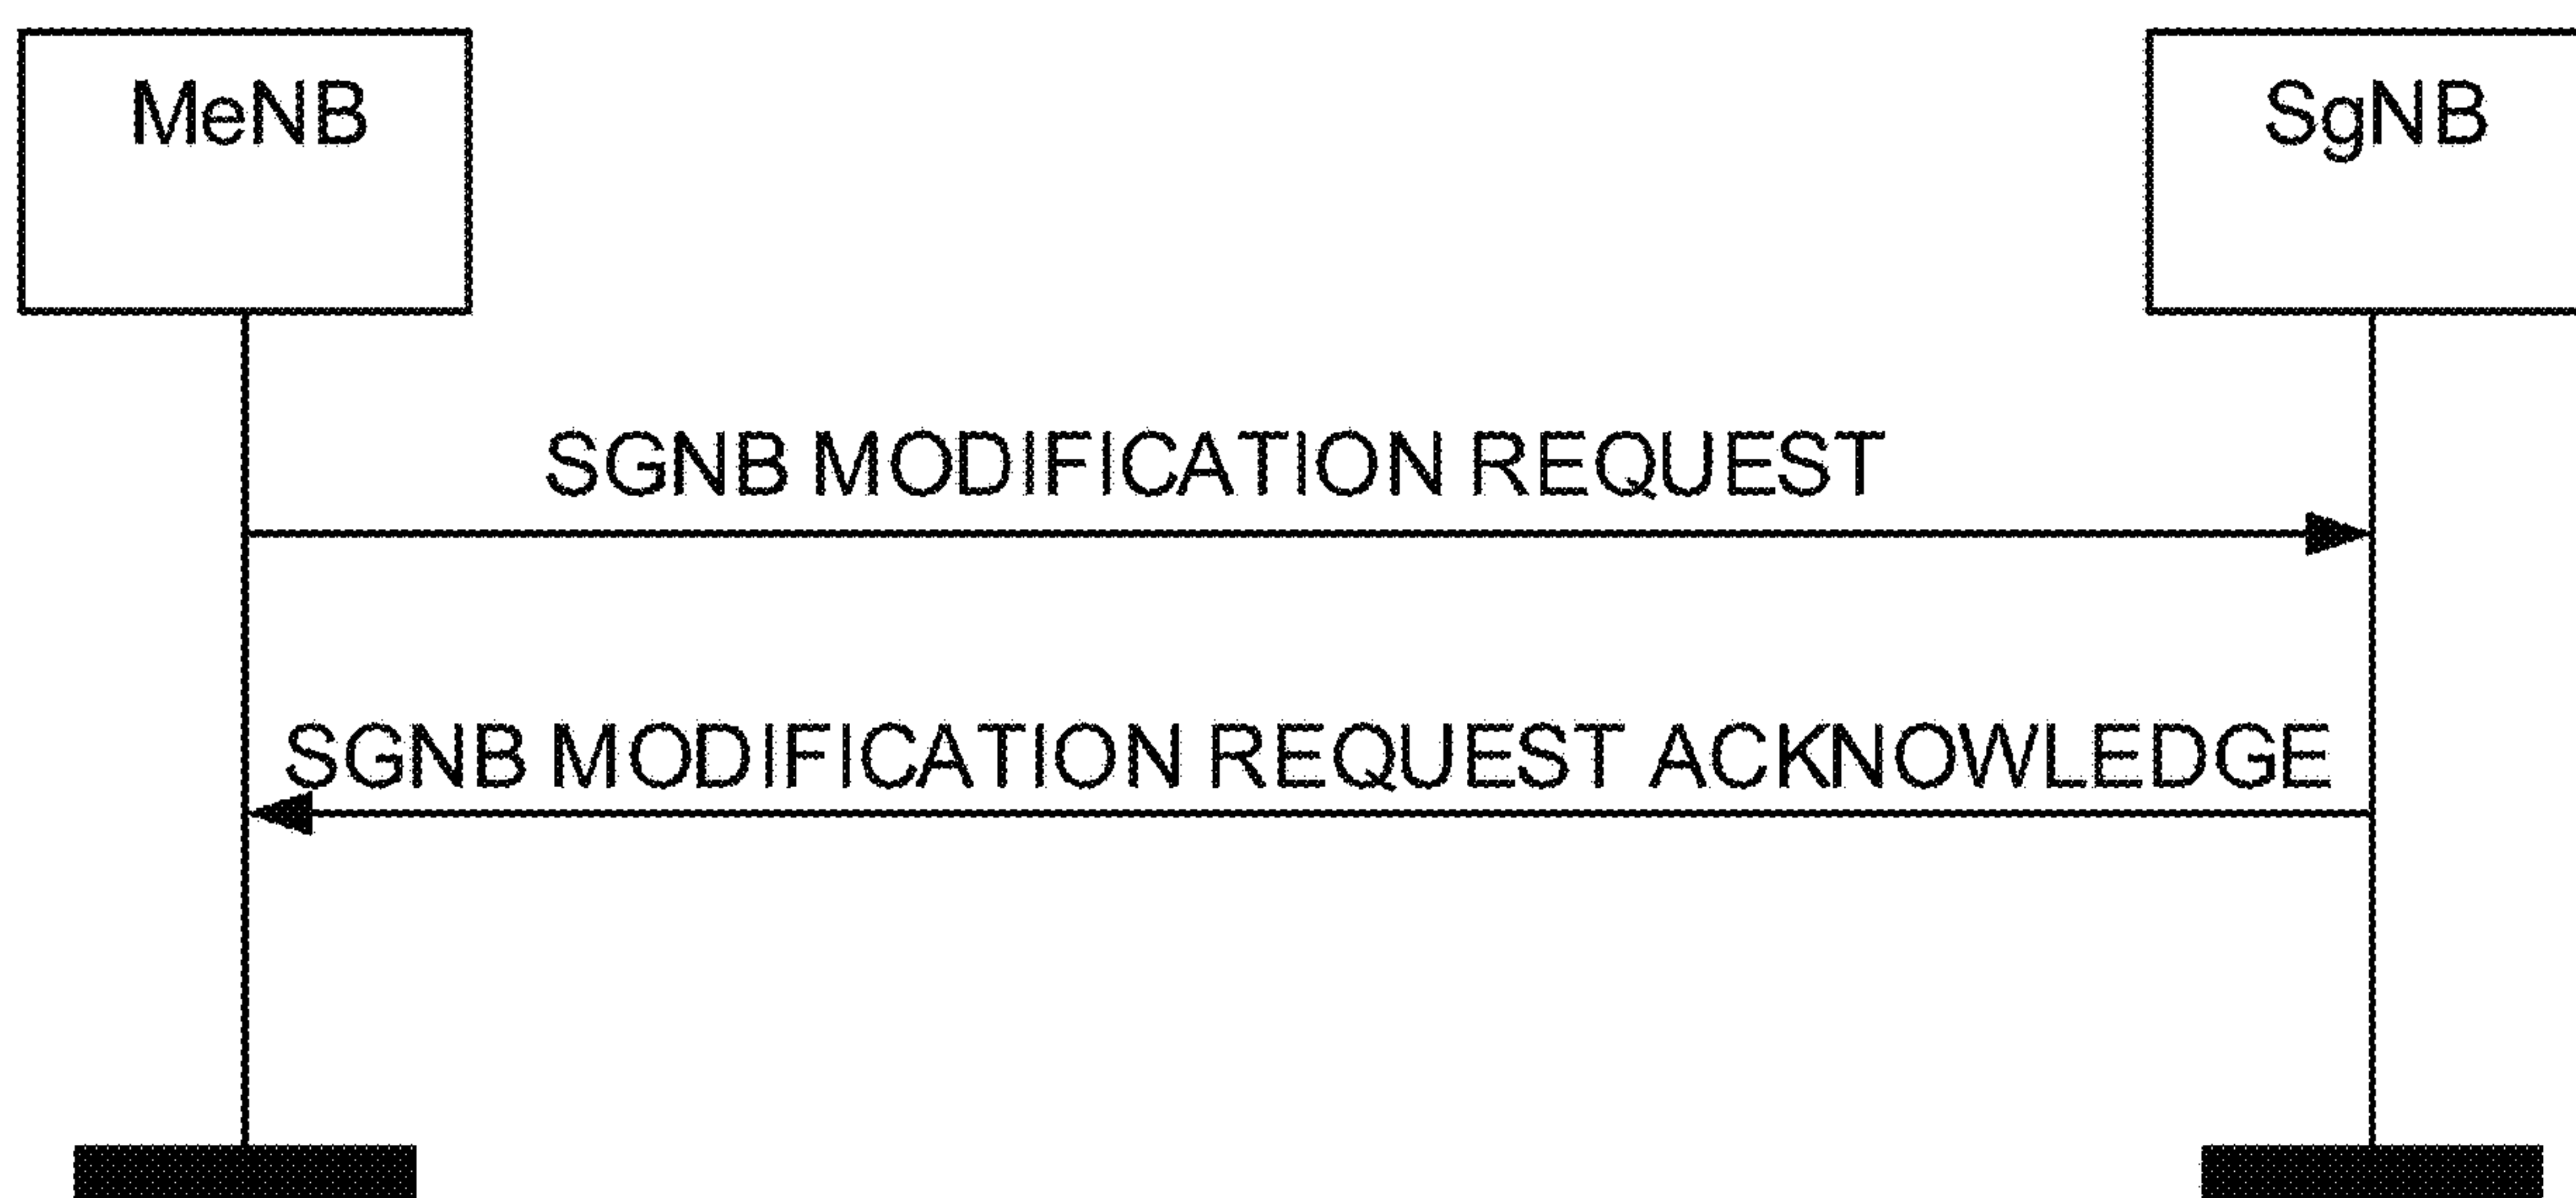 MeNB
SgNB
SGNB MODIFICATION REQUEST
SGNB MODIFICATION REQUEST ACKNOWLEDGE